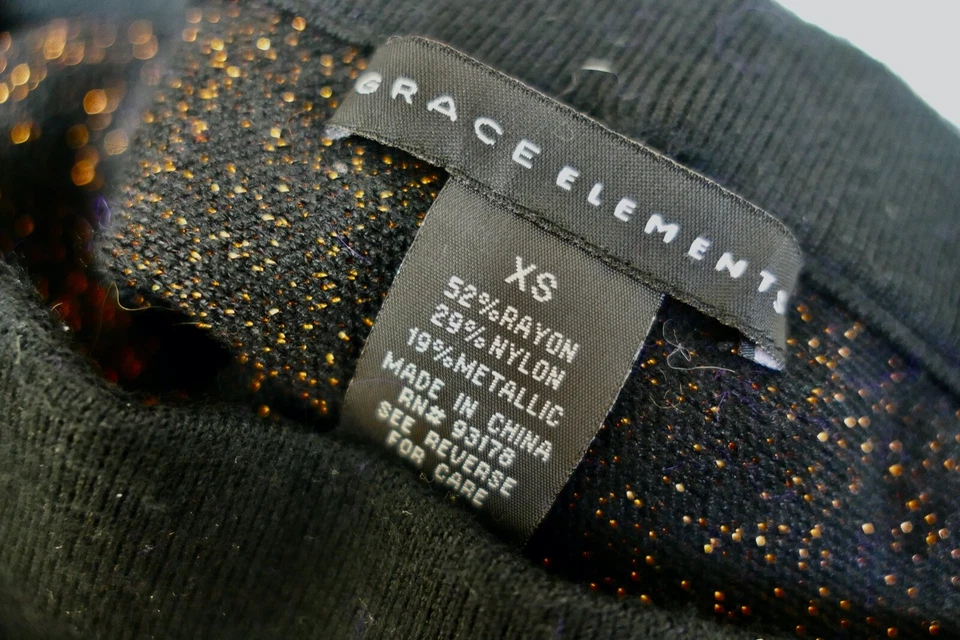 GRACE ELEMENTS
XS
52%RAYON
29%NYLON
19%METALLIC
MADE IN CHINA
RN# 93178
SEE REVERSE
FOR CARE